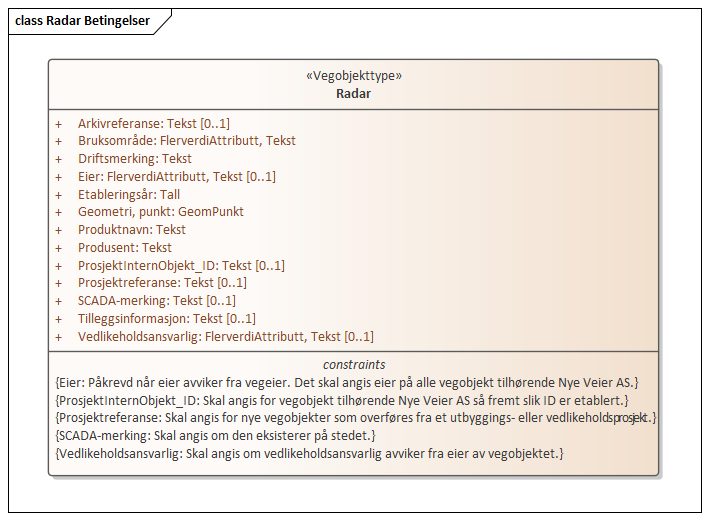 class Radar Betingelser
«Vegobjekttype»
Radar
+ Arkivreferanse: Tekst [0..1]
+ Bruksområde: FlerverdiAttributt, Tekst
+ Driftsmerking: Tekst
+ Eier: FlerverdiAttributt, Tekst [0..1]
+ Etableringsår: Tall
+ Geometri, punkt: GeomPunkt
+ Produktnavn: Tekst
+ Produsent: Tekst
+ ProsjektInternObjekt_ID: Tekst [0..1]
+ Prosjektreferanse: Tekst [0..1]
+ SCADA-merking: Tekst [0..1]
+ Tilleggsinformasjon: Tekst [0..1]
+ Vedlikeholdsansvarlig: FlerverdiAttributt, Tekst [0..1]
constraints
{Eier: Påkrevd når eier avviker fra vegeier. Det skal angis eier på alle vegobjekt tilhørende Nye Veier AS.}
{ProsjektInternObjekt_ID: Skal angis for vegobjekt tilhørende Nye Veier AS så fremt slik ID er etablert.}
{Prosjektreferanse: Skal angis for nye vegobjekter som overføres fra et utbyggings- eller vedlikeholdsprosjekt.}
{SCADA-merking: Skal angis om den eksisterer på stedet.}
{Vedlikeholdsansvarlig: Skal angis om vedlikeholdsansvarlig avviker fra eier av vegobjektet.}